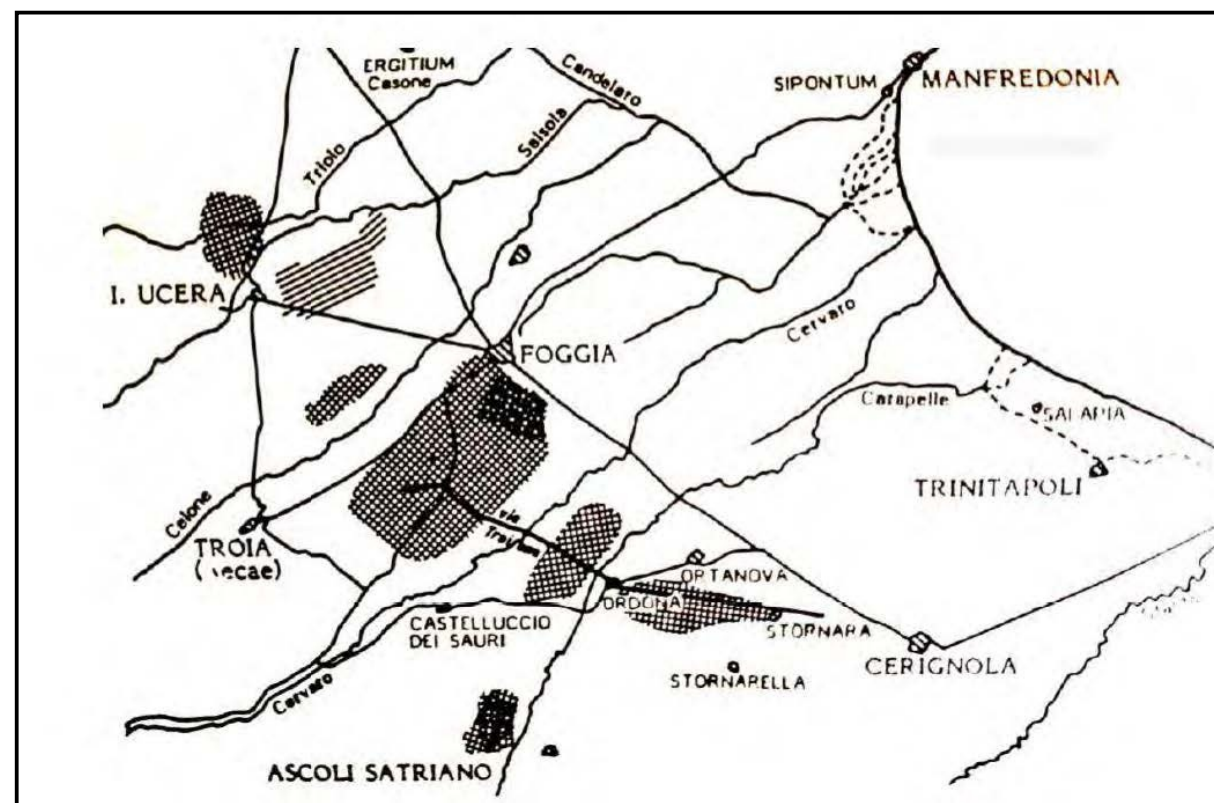 ERGITIUM
Casone
Candelaro
SIPONTUM
MANFREDONIA
Triolo
Salsola
I. UCERA
Cervaro
FOGGIA
Carapelle
SALAPIA
TRINITAPOLI
Celone
TROIA
via
ORTANOVA
ORDONA
CASTELLUCCIO
DEI SAURI
STORNARA
CERIGNOLA
STORNARELLA
Cervaro
ASCOLI SATRIANO